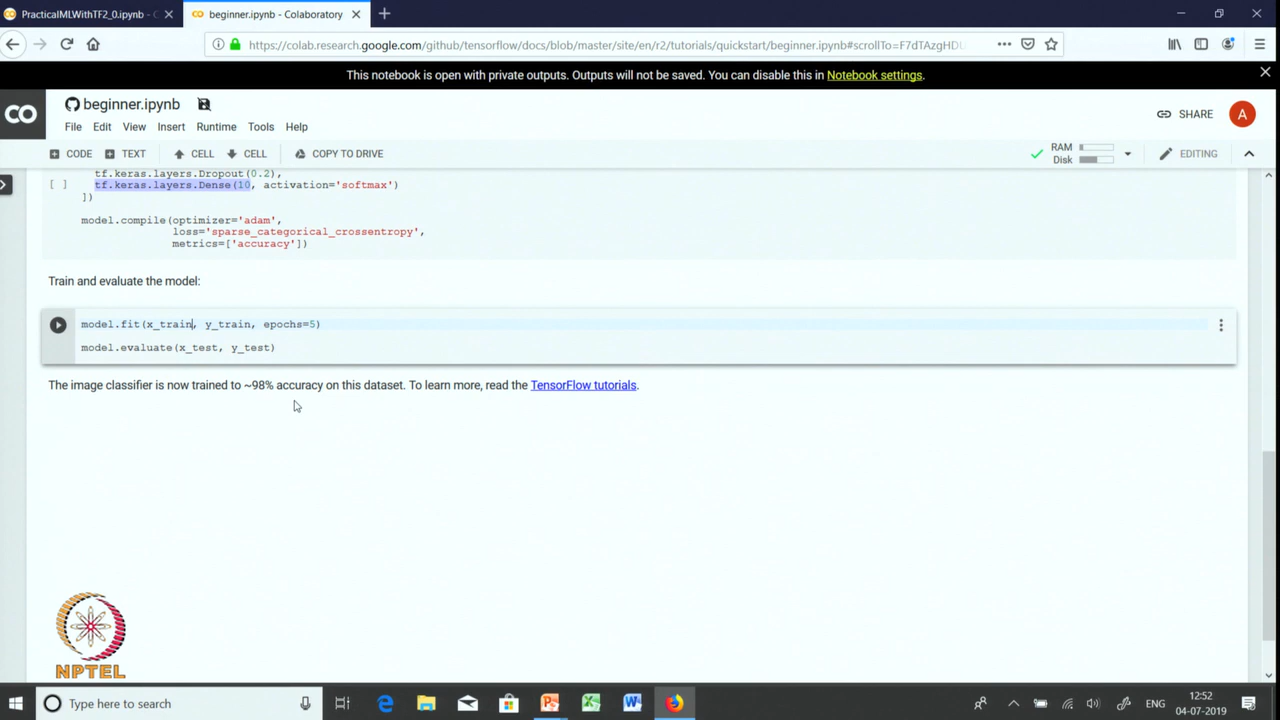 PracticalMLWithTF2_0.ipynb - C
beginner.ipynb - Colaboratory
https://colab.research.google.com/github/tensorflow/docs/blob/master/site/en/r2/tutorials/quickstart/beginner.ipynb#scrollTo=F7dTAzgHDU
This notebook is open with private outputs. Outputs will not be saved. You can disable this in Notebook settings.
CO
beginner.ipynb
SHARE
A
File Edit View Insert Runtime Tools Help
CODE TEXT CELL CELL COPY TO DRIVE
RAM
Disk
EDITING
tf.keras.layers.Dropout(0.2),
[ ] tf.keras.layers.Dense(10, activation='softmax')
])
model.compile(optimizer='adam',
loss='sparse_categorical_crossentropy',
metrics=['accuracy'])
Train and evaluate the model:
model.fit(x_train, y_train, epochs=5)
model.evaluate(x_test, y_test)
The image classifier is now trained to ~98% accuracy on this dataset. To learn more, read the TensorFlow tutorials.
NPTEL
Type here to search
ENG
12:52
04-07-2019